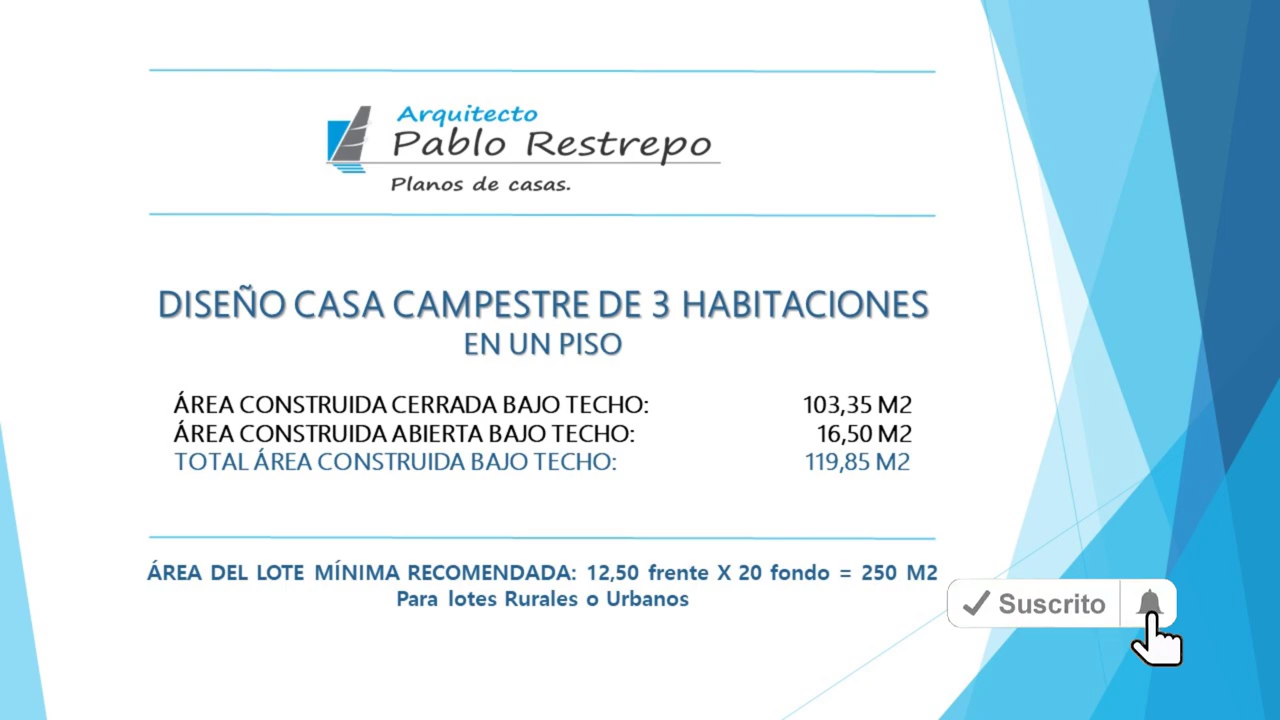 Arquitecto
Pablo Restrepo
Planos de casas.
DISEÑO CASA CAMPESTRE DE 3 HABITACIONES
EN UN PISO
ÁREA CONSTRUIDA CERRADA BAJO TECHO: 103,35 M2
ÁREA CONSTRUIDA ABIERTA BAJO TECHO: 16,50 M2
TOTAL ÁREA CONSTRUIDA BAJO TECHO: 119,85 M2
ÁREA DEL LOTE MÍNIMA RECOMENDADA: 12,50 frente X 20 fondo = 250 M2
Para lotes Rurales o Urbanos
Suscrito